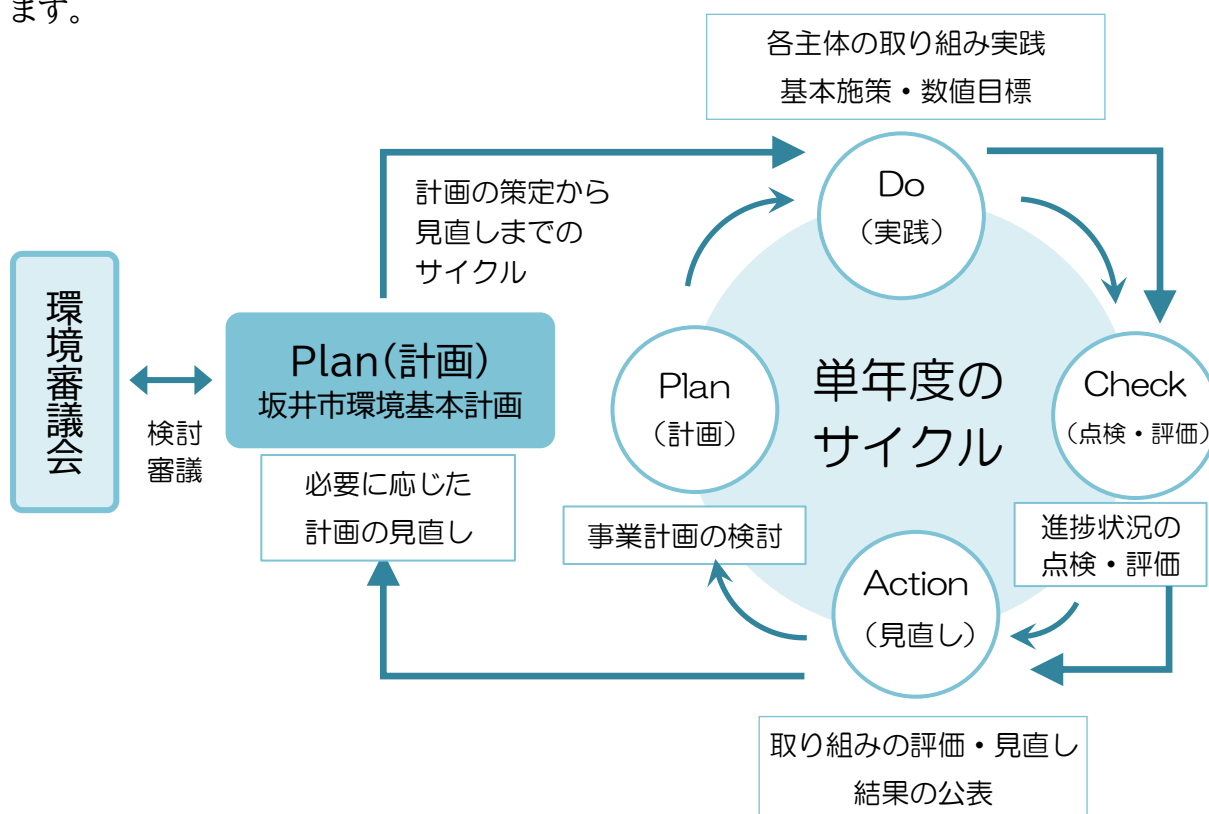 ます。
各主体の取り組み実践
基本施策・数値目標
計画の策定から
見直しまでの
サイクル
Do
（実践）
環境審議会
検討
審議
Plan(計画)
坂井市環境基本計画
必要に応じた
計画の見直し
Plan
（計画）
単年度の
サイクル
Check
（点検・評価）
事業計画の検討
進捗状況の
点検・評価
Action
（見直し）
取り組みの評価・見直し
結果の公表